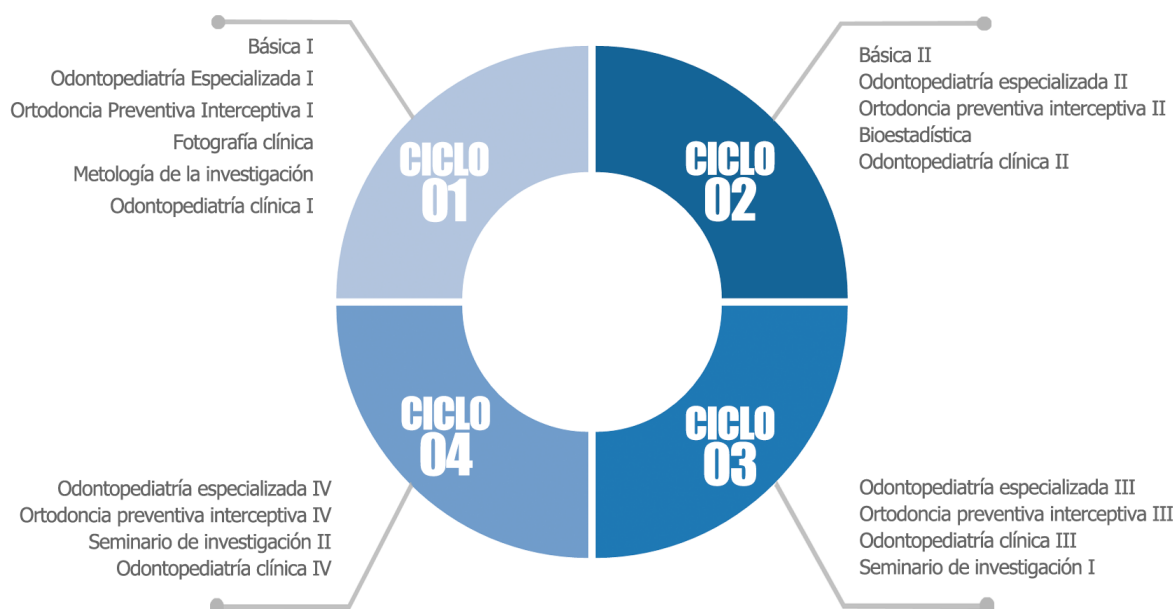 Básica I
Odontopediatría Especializada I
Ortodoncia Preventiva Interceptiva I
Fotografía clínica
Metología de la investigación
Odontopediatría clínica I
CICLO
01
Básica II
Odontopediatría especializada II
Ortodoncia preventiva interceptiva II
Bioestadística
Odontopediatría clínica II
CICLO
02
CICLO
03
Odontopediatría especializada III
Ortodoncia preventiva interceptiva III
Odontopediatría clínica III
Seminario de investigación I
CICLO
04
Odontopediatría especializada IV
Ortodoncia preventiva interceptiva IV
Seminario de investigación II
Odontopediatría clínica IV